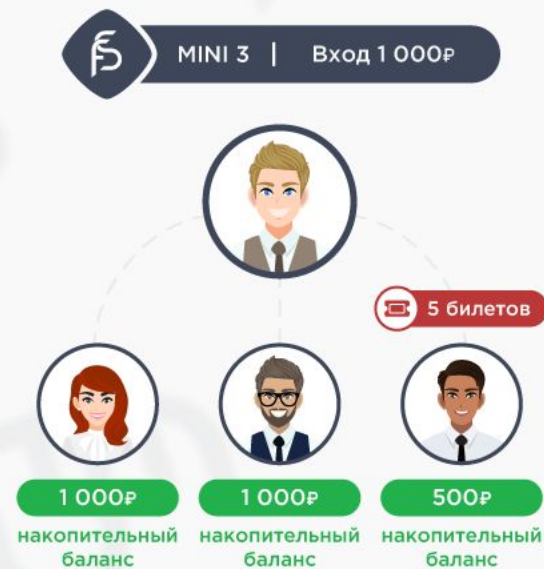 MINI 3 | Вход 1 000₽
5 билетов
1 000₽ 1 000₽ 500₽
накопительный накопительный накопительный
баланс баланс баланс